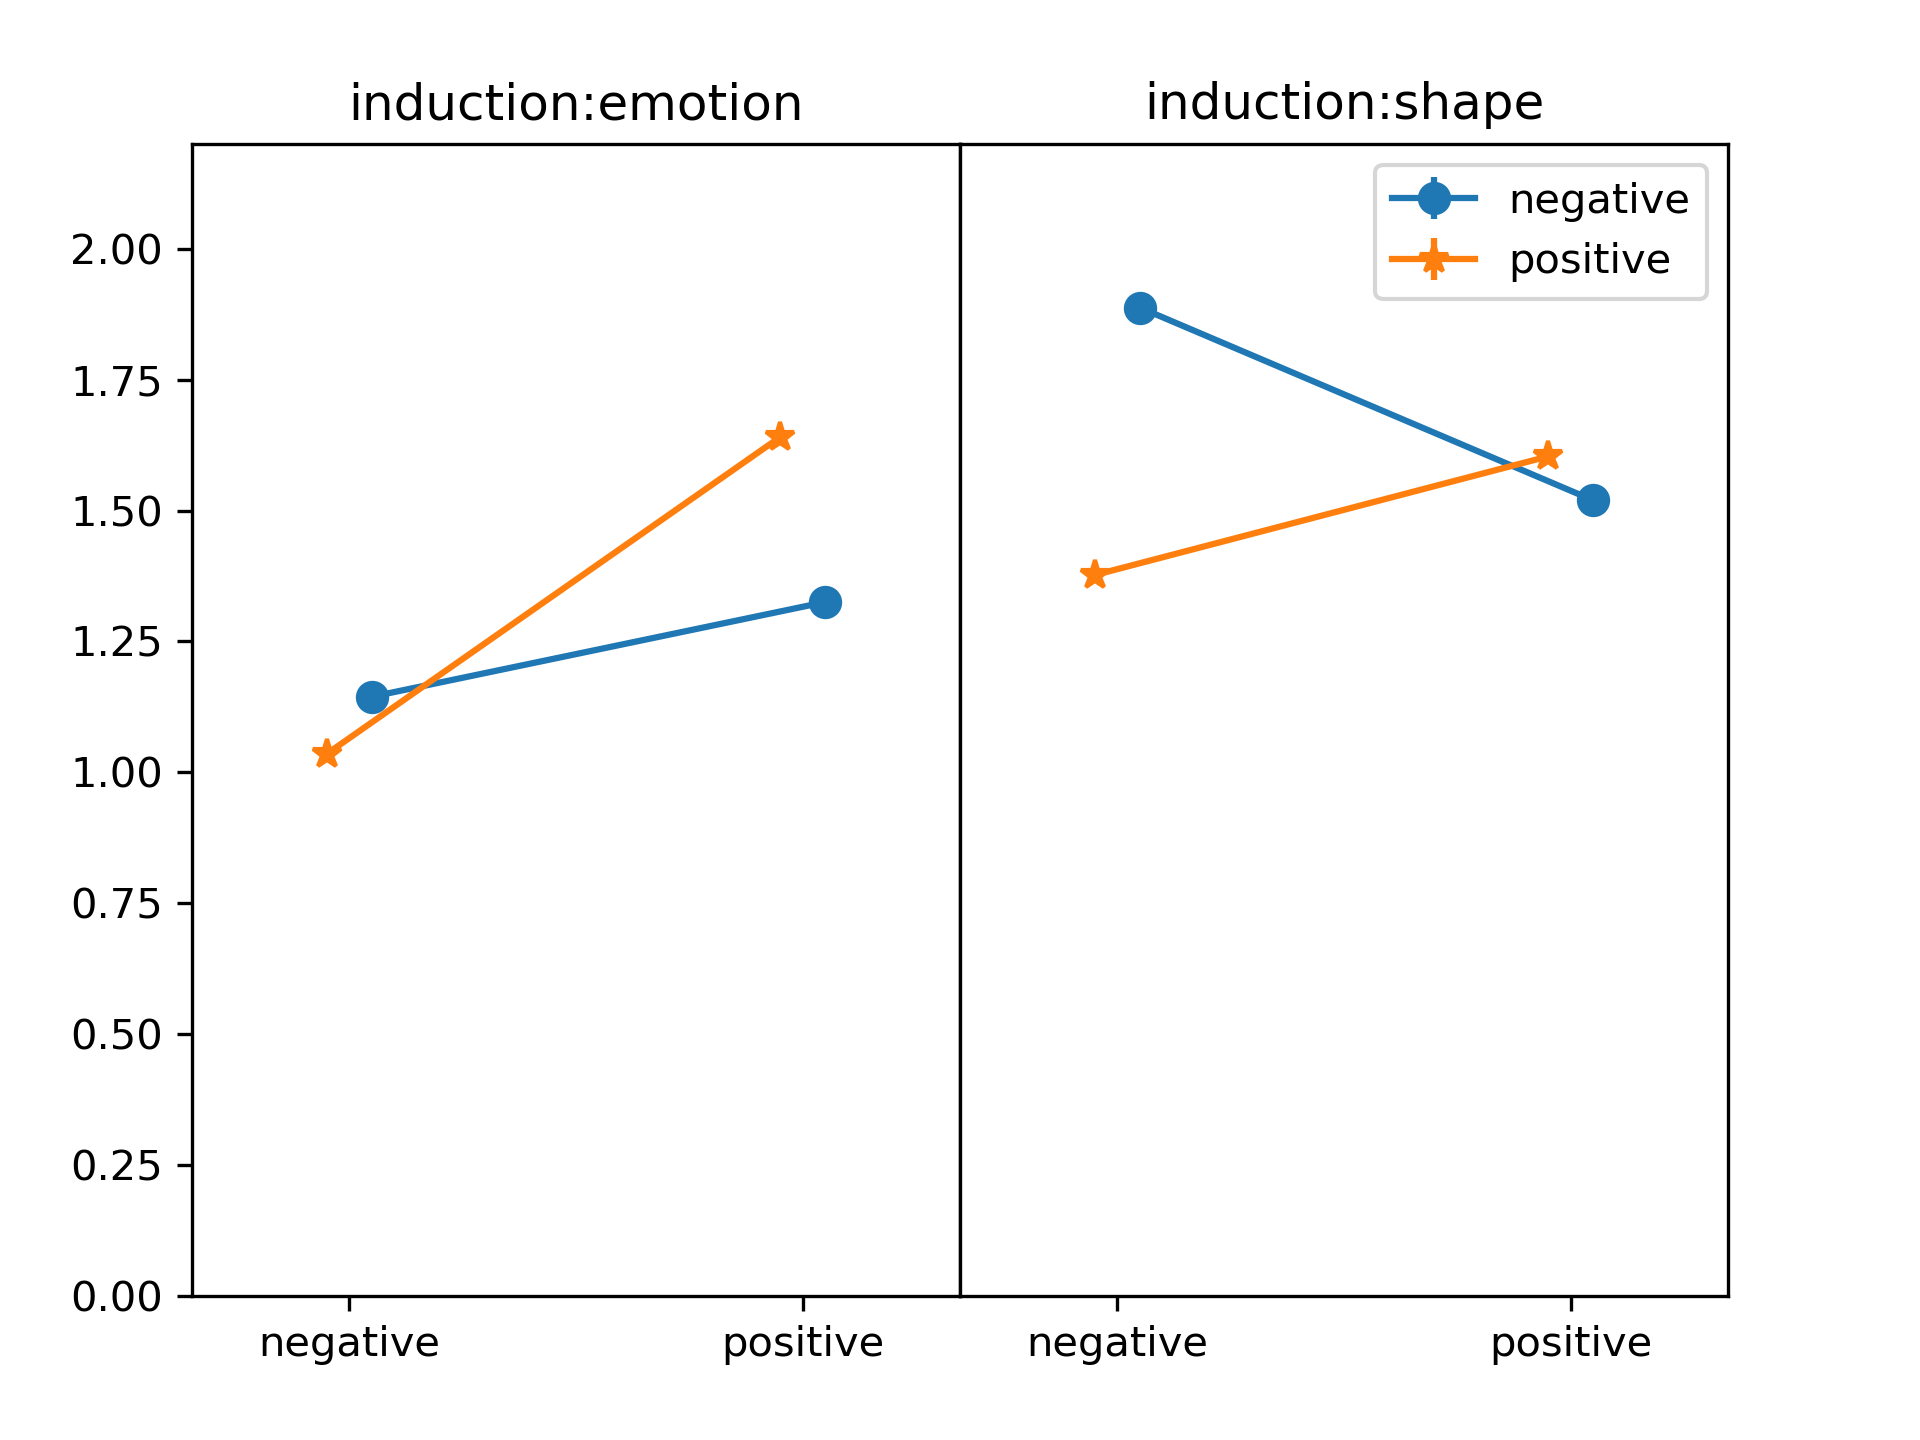 induction:emotion
induction:shape
negative
positive
2.00
1.75
1.50
1.25
1.00
0.75
0.50
0.25
0.00
negative
positive
negative
positive